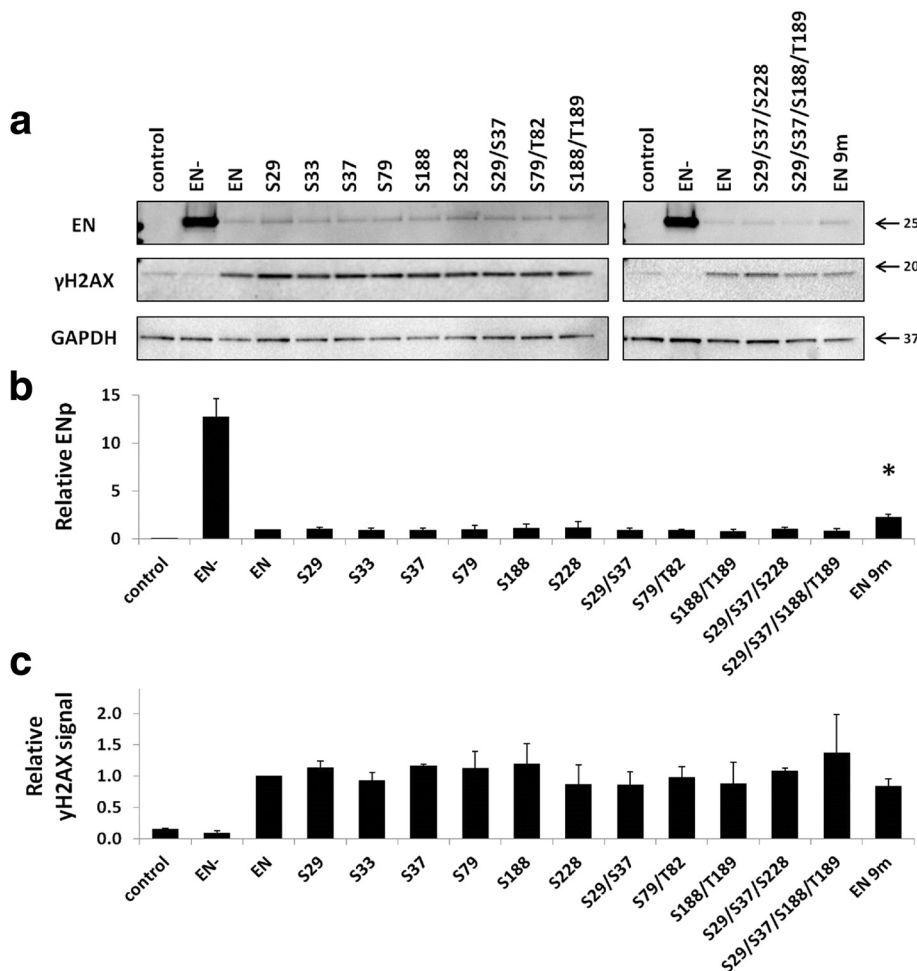 a
control
EN-
EN
S29
S33
S37
S79
S188
S228
S29/S37
S79/T82
S188/T189
control
EN-
EN
S29/S37/S228
S29/S37/S188/T189
EN 9m
EN
25
γH2AX
20
GAPDH
37
b
Relative ENp
15
10
5
0
*
control
EN-
EN
S29
S33
S37
S79
S188
S228
S29/S37
S79/T82
S188/T189
S29/S37/S228
S29/S37/S188/T189
EN 9m
c
Relative
γH2AX signal
2.0
1.5
1.0
0.5
0.0
control
EN-
EN
S29
S33
S37
S79
S188
S228
S29/S37
S79/T82
S188/T189
S29/S37/S228
S29/S37/S188/T189
EN 9m